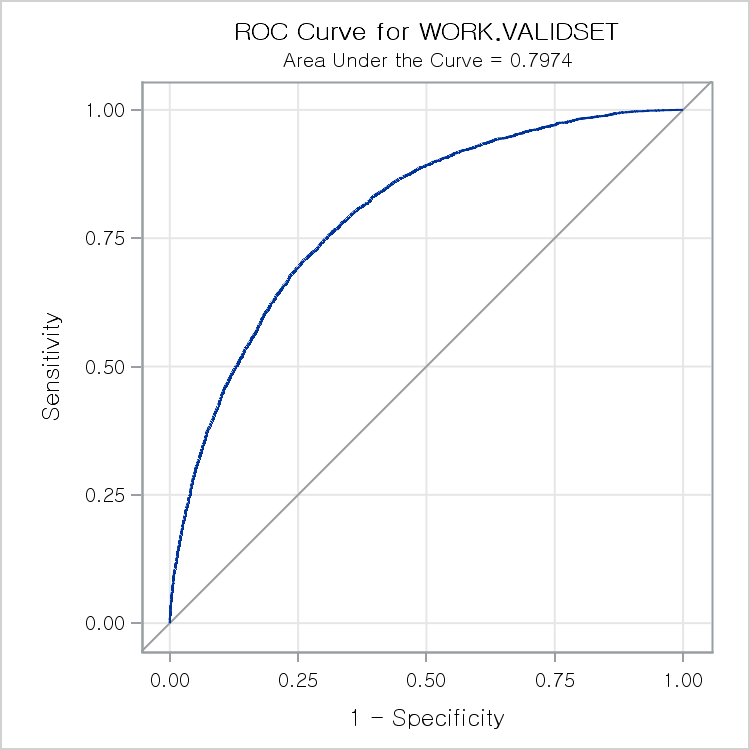 ROC Curve for WORK.VALIDSET
Area Under the Curve = 0.7974
1.00
0.75
0.50
0.25
0.00
Sensitivity
0.00 0.25 0.50 0.75 1.00
1 - Specificity